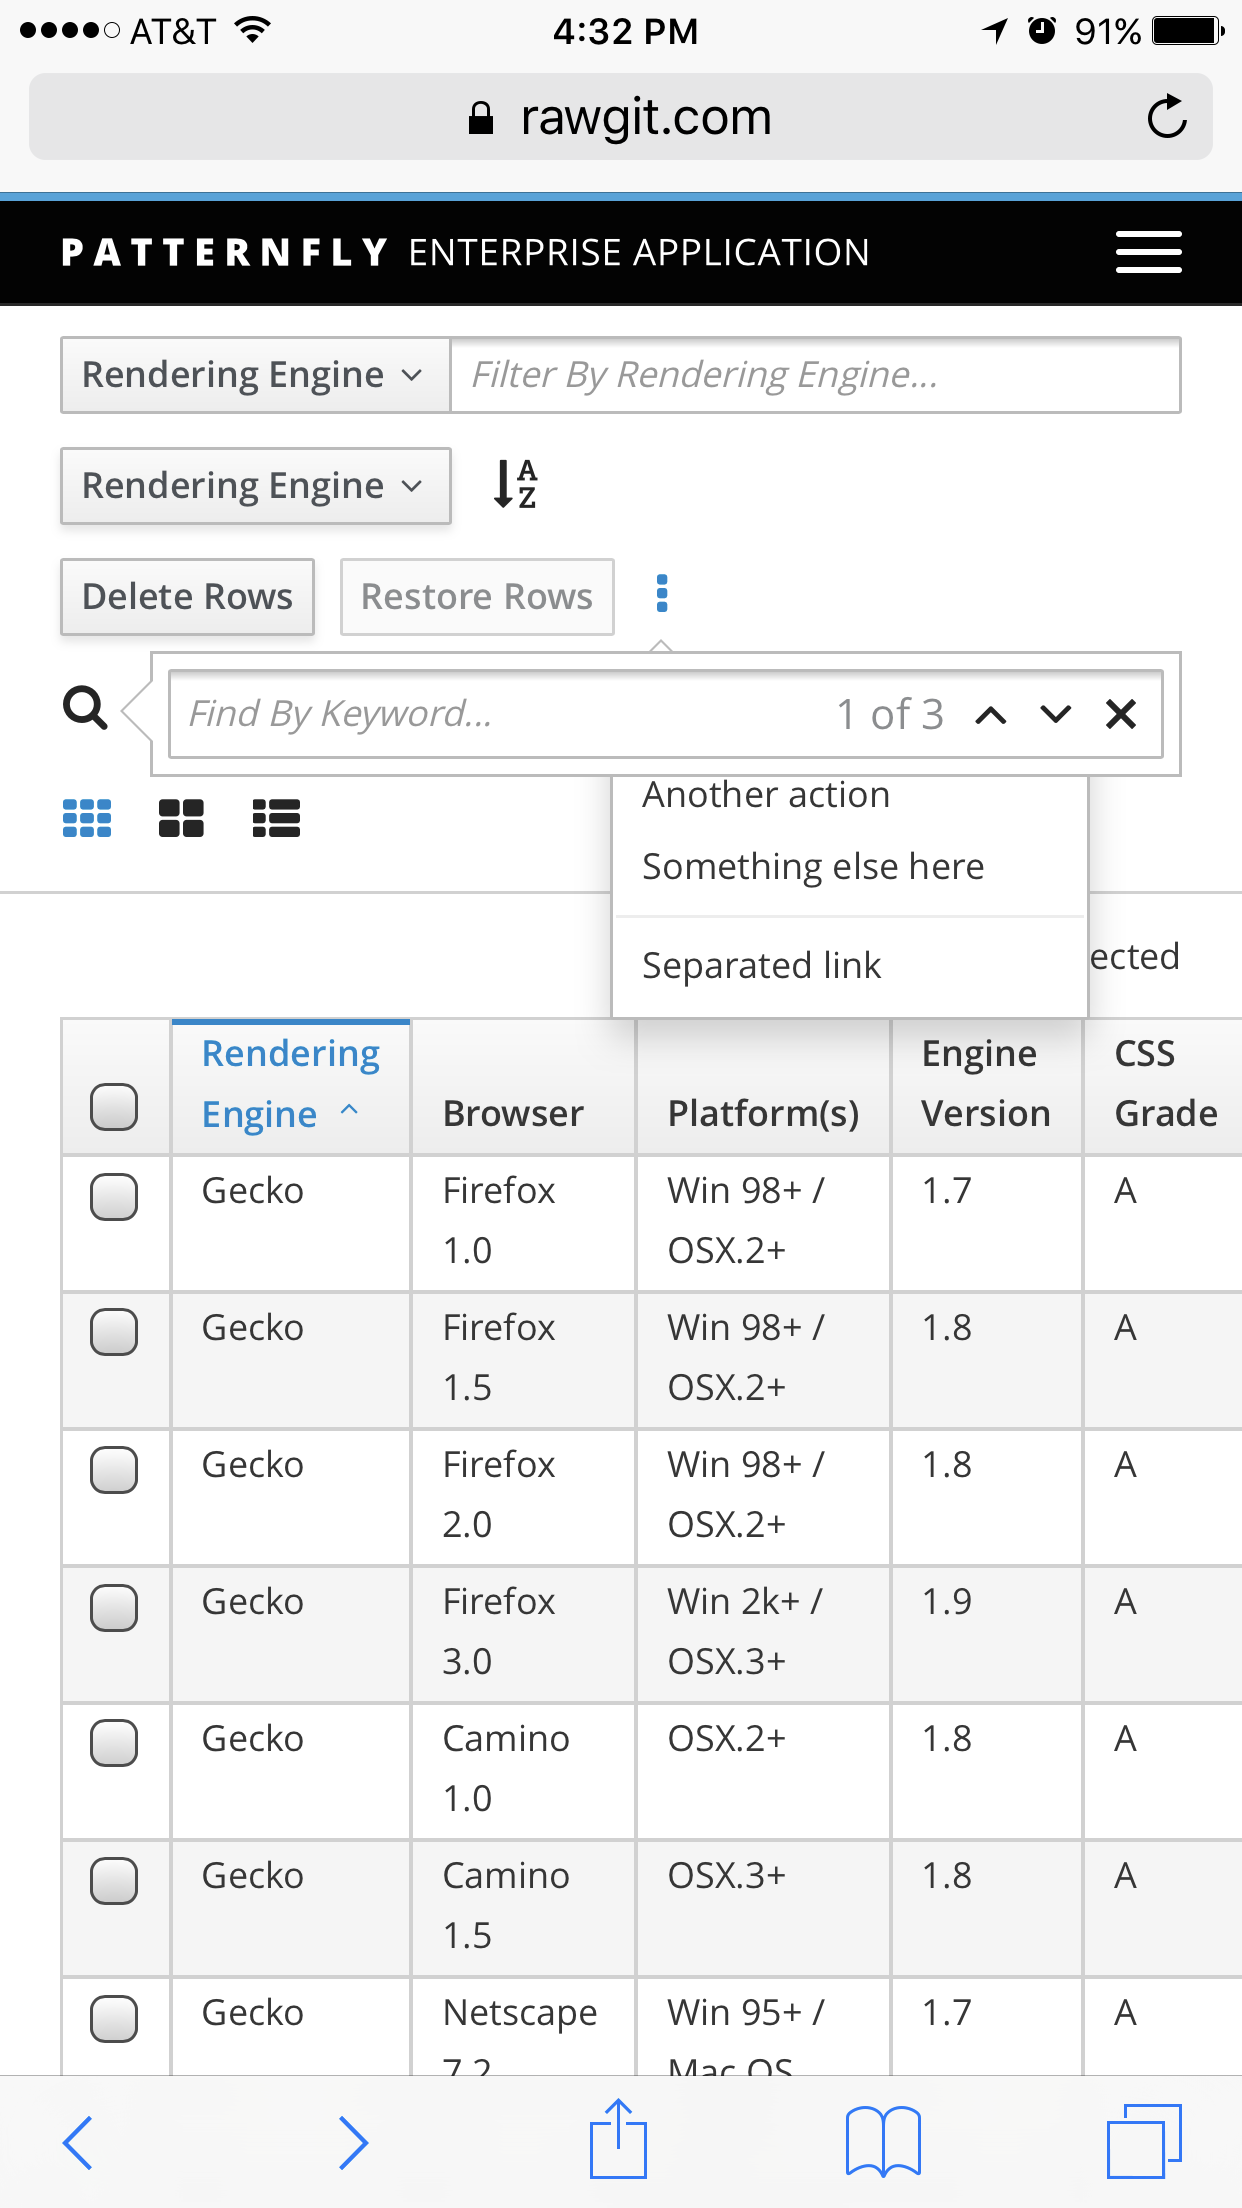 AT&T 4:32 PM 91%
rawgit.com
PATTERNFLY ENTERPRISE APPLICATION
Rendering Engine Filter By Rendering Engine...
Rendering Engine A Z
Delete Rows Restore Rows
Find By Keyword... 1 of 3
Another action
Something else here
Separated link
ected
Rendering Engine Browser Platform(s) Engine Version CSS Grade
Gecko Firefox 1.0 Win 98+ / OSX.2+ 1.7 A
Gecko Firefox 1.5 Win 98+ / OSX.2+ 1.8 A
Gecko Firefox 2.0 Win 98+ / OSX.2+ 1.8 A
Gecko Firefox 3.0 Win 2k+ / OSX.3+ 1.9 A
Gecko Camino 1.0 OSX.2+ 1.8 A
Gecko Camino 1.5 OSX.3+ 1.8 A
Gecko Netscape 7.2 Win 95+ / Mac OS 1.7 A